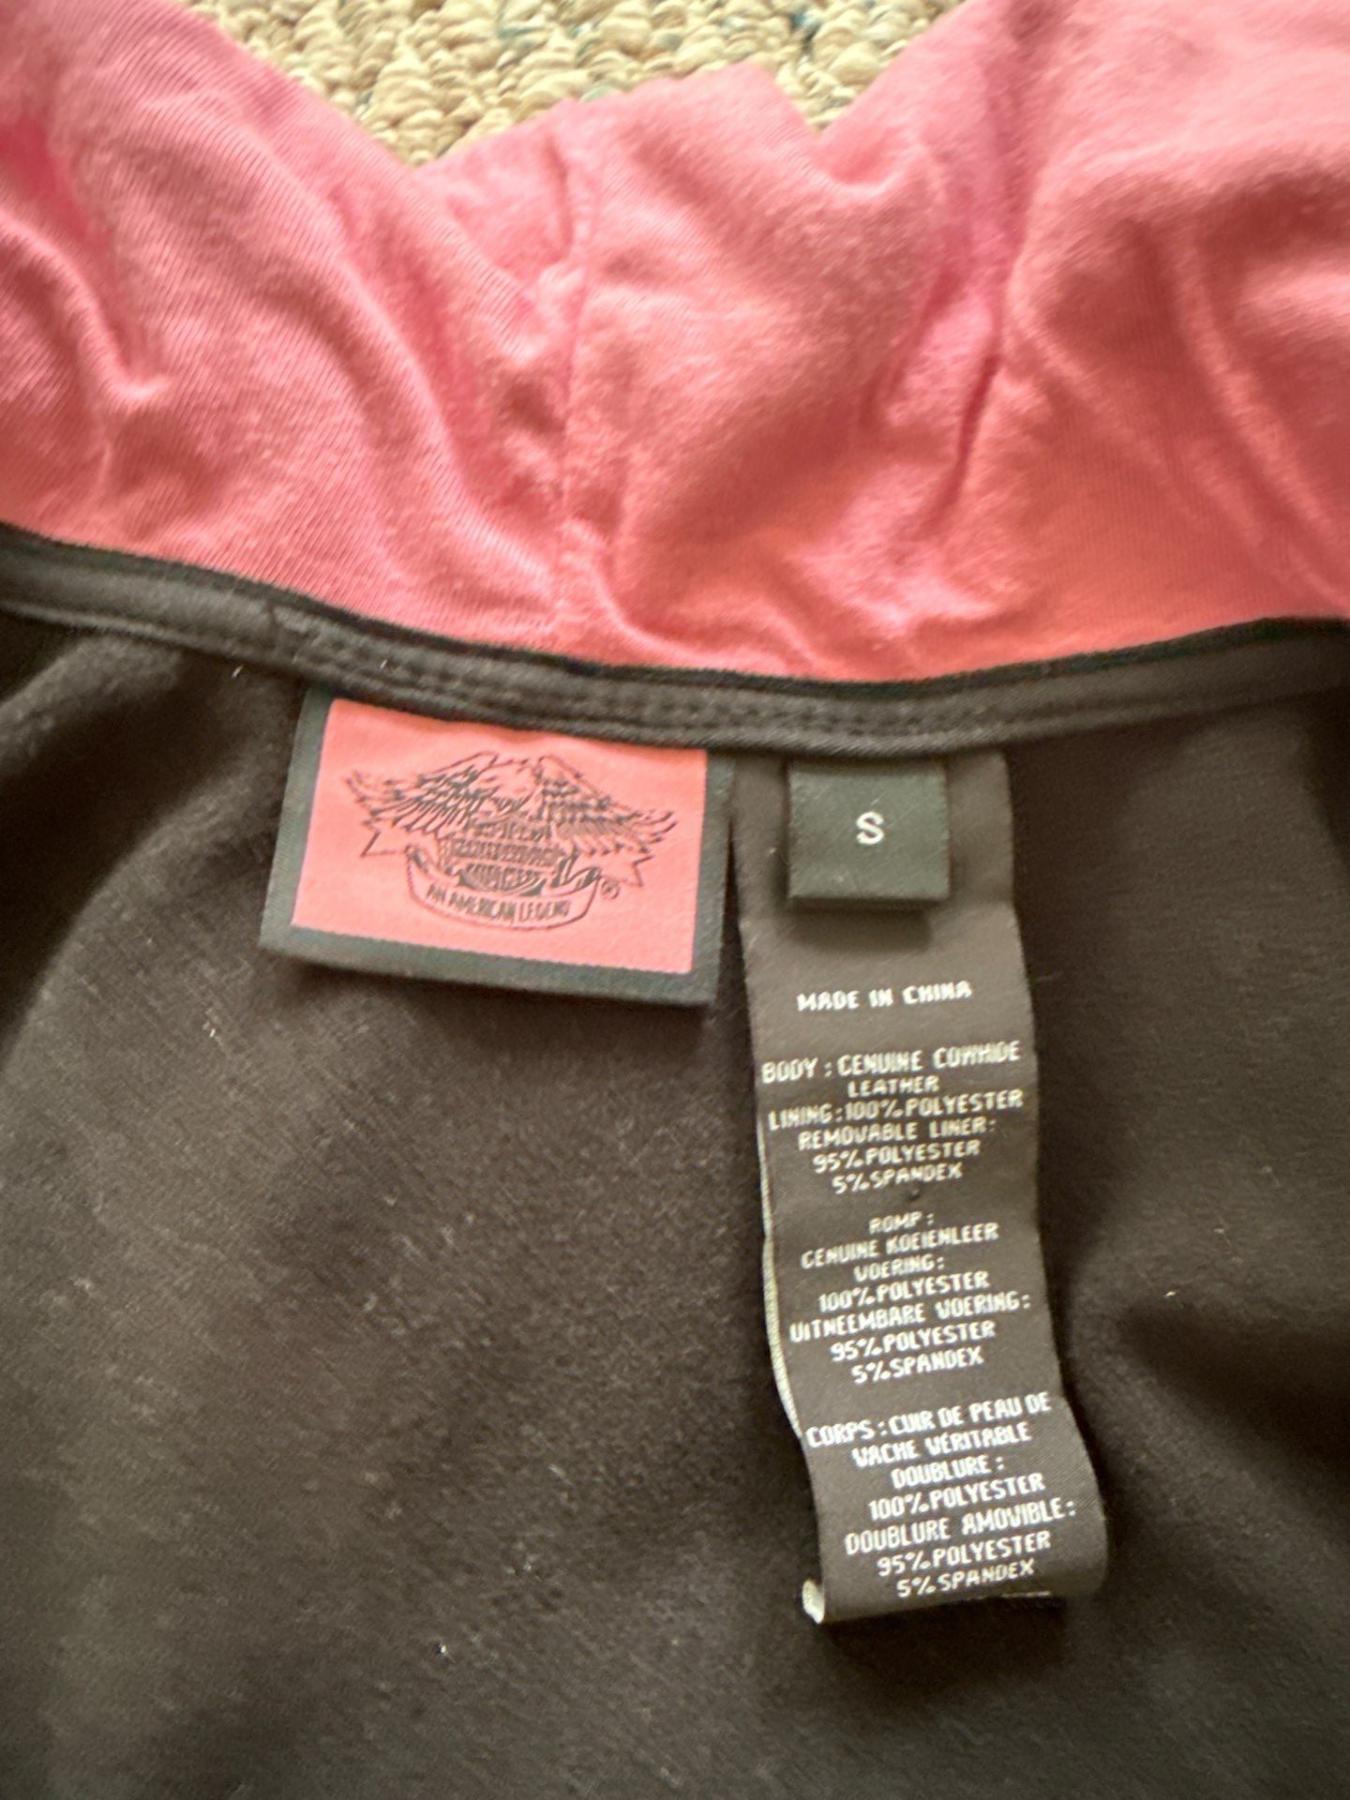 AN AMERICAN LEGEND
®
S
MADE IN CHINA
BODY : GENUINE COWHIDE
LEATHER
LINING:100%POLYESTER
REMOVABLE LINER:
95%POLYESTER
5%SPANDEX
ROMP :
GENUINE KOEIENLEER
VOERING:
100%POLYESTER
UITNEEMBARE VOERING:
95%POLYESTER
5%SPANDEX
CORPS : CUIR DE PEAU DE
VACHE VÉRITABLE
DOUBLURE :
100%POLYESTER
DOUBLURE AMOVIBLE:
95%POLYESTER
5%SPANDEX